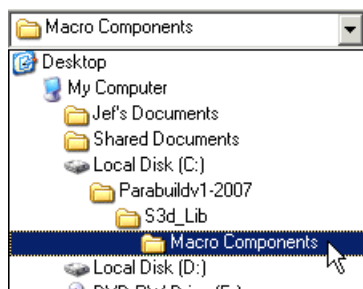 Macro Components
Desktop
My Computer
Jef's Documents
Shared Documents
Local Disk (C:)
Parabuildv1-2007
S3d_Lib
Macro Components
Local Disk (D:)